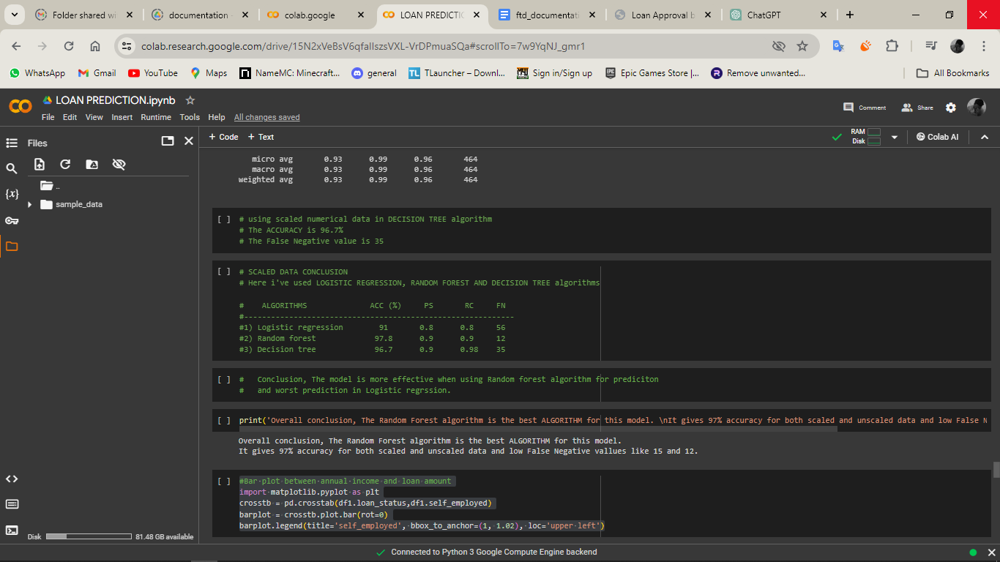 Folder shared wi
documentation -
colab.google
LOAN PREDICTIO
ftd_documentati
Loan Approval b
ChatGPT
colab.research.google.com/drive/15N2xVeBsV6qfaIIszsVXL-VrDPmuaSQa#scrollTo=7w9YqNJ_gmr1
WhatsApp
Gmail
YouTube
Maps
NameMC: Minecraft...
general
TLauncher – Downl...
Sign in/Sign up
Epic Games Store |...
Remove unwanted...
All Bookmarks
LOAN PREDICTION.ipynb
File Edit View Insert Runtime Tools Help All changes saved
Comment
Share
Files
+ Code + Text
RAM
Disk
Colab AI
..
sample_data
micro avg 0.93 0.99 0.96 464
macro avg 0.93 0.99 0.96 464
weighted avg 0.93 0.99 0.96 464
[ ] # using scaled numerical data in DECISION TREE algorithm
# The ACCURACY is 96.7%
# The False Negative value is 35
[ ] # SCALED DATA CONCLUSION
# Here i've used LOGISTIC REGRESSION, RANDOM FOREST AND DECISION TREE algorithms
# ALGORITHMS ACC (%) PS RC FN
#-------------------------------------------------------------
#1) Logistic regression 91 0.8 0.8 56
#2) Random forest 97.8 0.9 0.9 12
#3) Decision tree 96.7 0.9 0.98 35
[ ] # Conclusion, The model is more effective when using Random forest algorithm for prediciton
# and worst prediction in Logistic regrssion.
[ ] print('Overall conclusion, The Random Forest algorithm is the best ALGORITHM for this model. \nIt gives 97% accuracy for both scaled and unscaled data and low False N
Overall conclusion, The Random Forest algorithm is the best ALGORITHM for this model.
It gives 97% accuracy for both scaled and unscaled data and low False Negative vallues like 15 and 12.
[ ] #Bar plot between annual income and loan amount
import matplotlib.pyplot as plt
crosstb = pd.crosstab(df1.loan_status,df1.self_employed)
barplot = crosstb.plot.bar(rot=0)
barplot.legend(title='self_employed', bbox_to_anchor=(1, 1.02), loc='upper left')
Disk 81.48 GB available
Connected to Python 3 Google Compute Engine backend